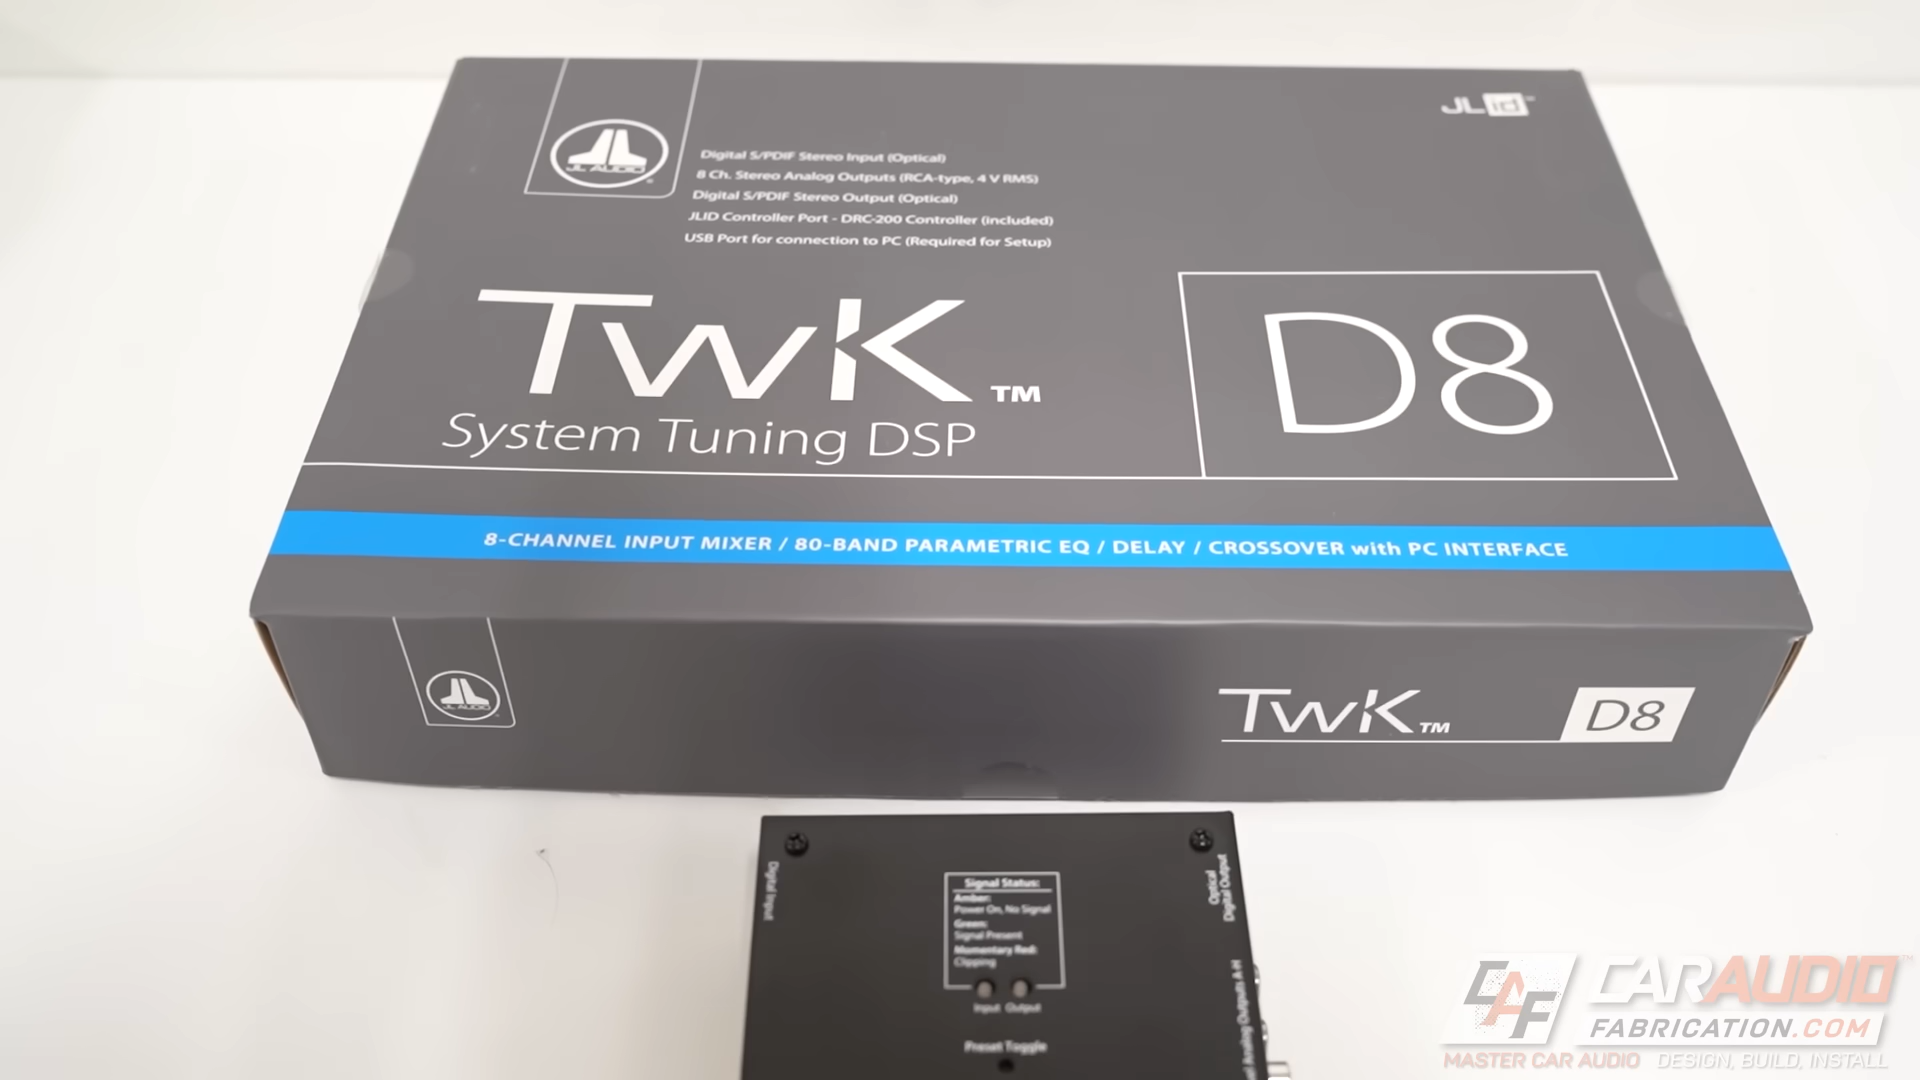 JL AUDIO
JLid™
Digital S/PDIF Stereo Input (Optical)
8 Ch. Stereo Analog Outputs (RCA-type, 4 V RMS)
Digital S/PDIF Stereo Output (Optical)
JLID Controller Port - DRC-200 Controller (included)
USB Port for connection to PC (Required for Setup)
TwK™
D8
System Tuning DSP
8-CHANNEL INPUT MIXER / 80-BAND PARAMETRIC EQ / DELAY / CROSSOVER with PC INTERFACE
JL AUDIO
TwK™
D8
Digital Input
Signal Status:
Amber:
Power On, No Signal
Green:
Signal Present
Momentary Red:
Clipping
Input Output
Preset Toggle
Optical
Digital Output
Analog Outputs A-H
CAF
CARAUDIO™
FABRICATION.COM
MASTER CAR AUDIO DESIGN, BUILD, INSTALL